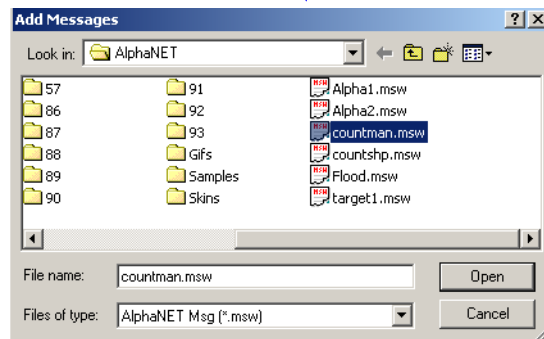 Add Messages
Look in: AlphaNET
57 91 Alpha1.msw
86 92 Alpha2.msw
87 93 countman.msw
88 Gifs countshp.msw
89 Samples Flood.msw
90 Skins target1.msw
File name: countman.msw Open
Files of type: AlphaNET Msg (*.msw) Cancel